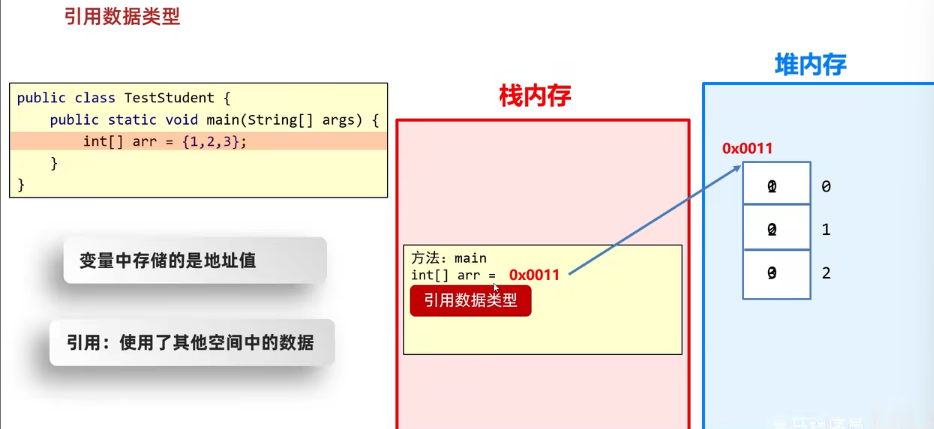 引用数据类型
堆内存
栈内存
public class TestStudent {
public static void main(String[] args) {
int[] arr = {1,2,3};
}
}
变量中存储的是地址值
引用：使用了其他空间中的数据
方法：main
int[] arr = 0x0011
引用数据类型
0x0011
0
1
2